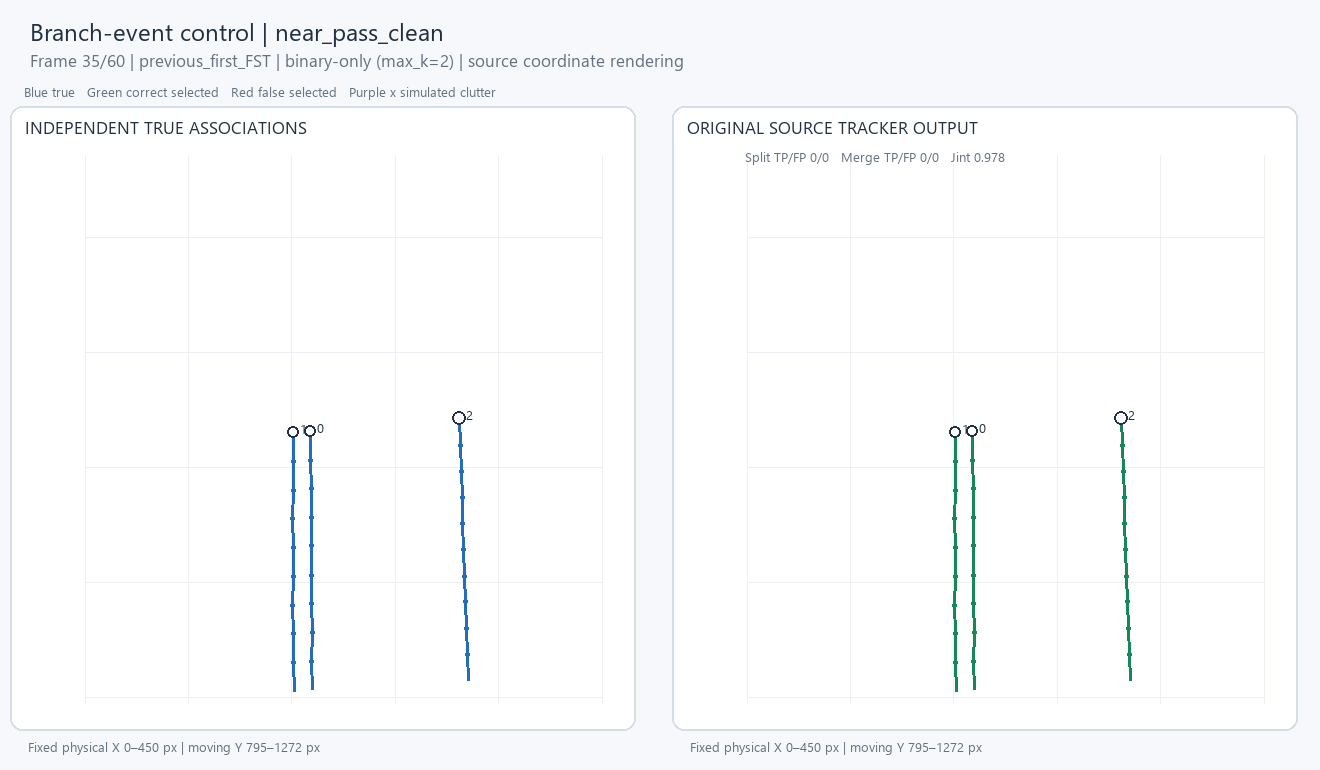 Branch-event control | near_pass_clean
Frame 35/60 | previous_first_FST | binary-only (max_k=2) | source coordinate rendering
Blue true Green correct selected Red false selected Purple x simulated clutter
INDEPENDENT TRUE ASSOCIATIONS
1 0
2
Fixed physical X 0–450 px | moving Y 795–1272 px
ORIGINAL SOURCE TRACKER OUTPUT
Split TP/FP 0/0 Merge TP/FP 0/0 Jint 0.978
1 0
2
Fixed physical X 0–450 px | moving Y 795–1272 px